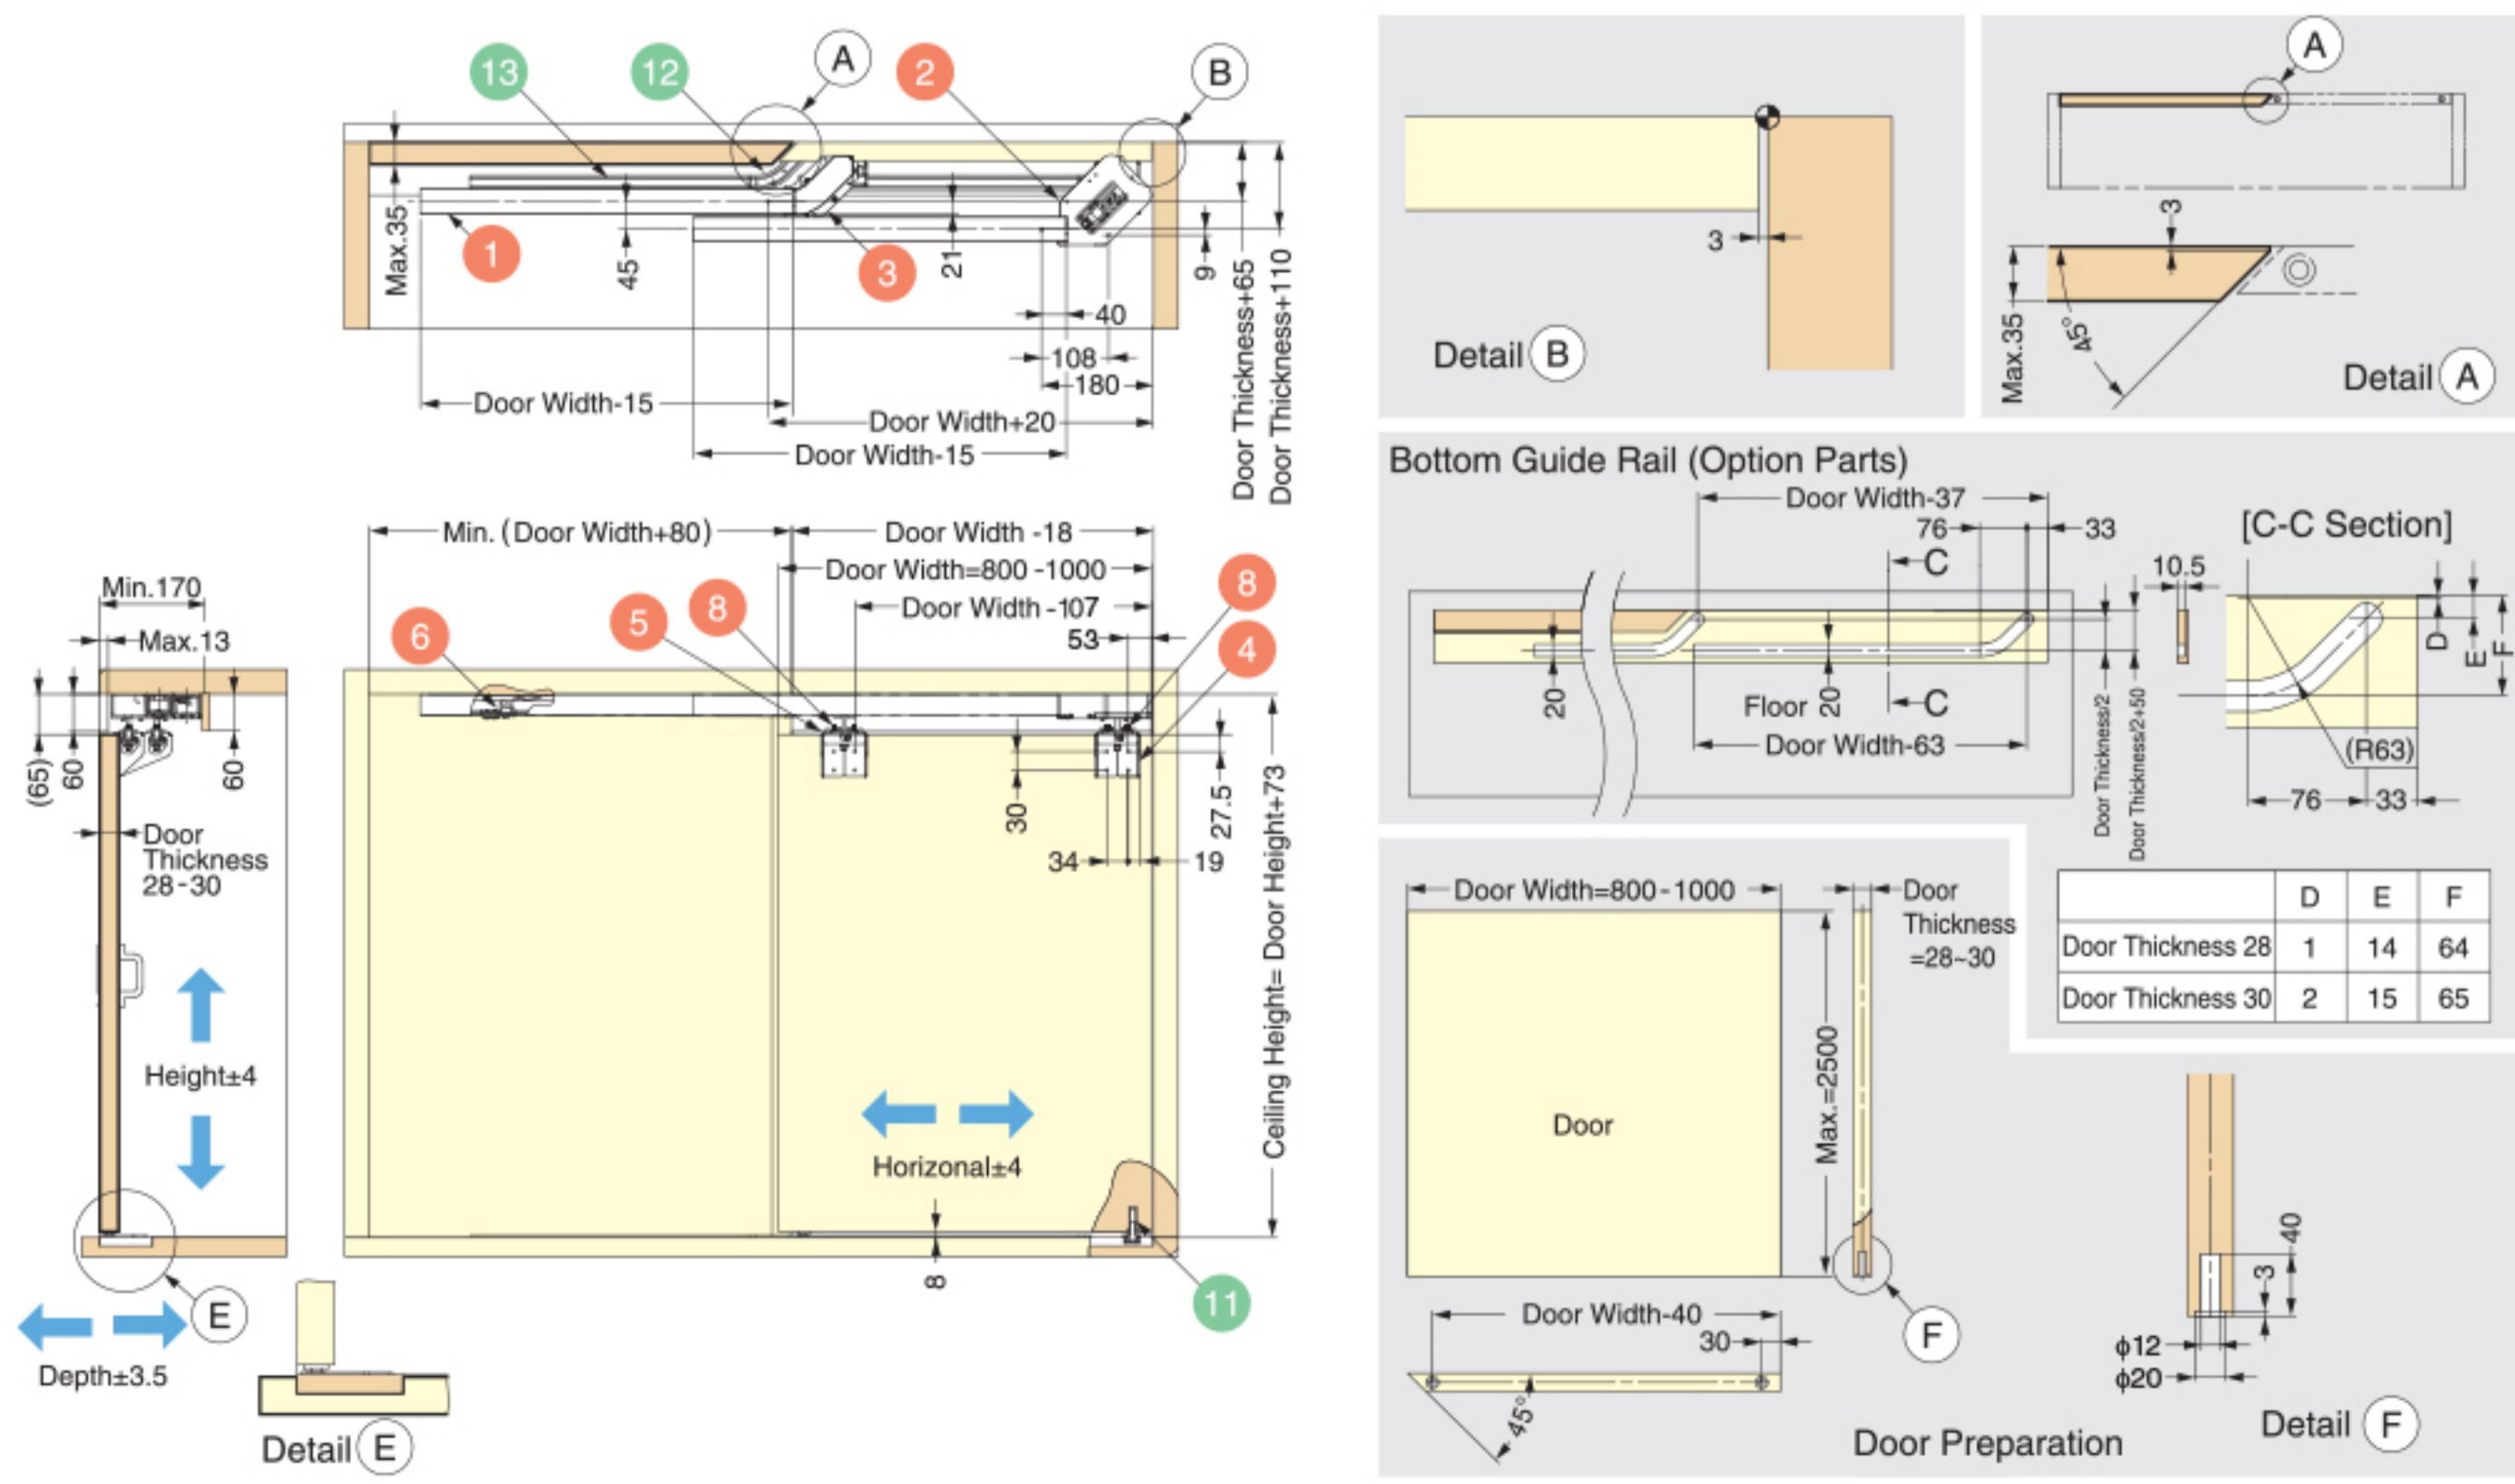 13
12
A
2
B
1
3
Max.35
45
21
9
40
108
180
Door Width-15
Door Width+20
Door Width-15
Door Thickness+65
Door Thickness+110
Min. (Door Width+80)
Door Width -18
Door Width=800 -1000
Door Width -107
53
6
5
8
8
4
Min.170
Max.13
(65)
60
60
Door
Thickness
28-30
Height±4
30
27.5
34
19
Ceiling Height= Door Height+73
Horizonal±4
8
11
E
Depth±3.5
Detail E
3
Detail B
A
3
Max.35
45°
Detail A
Bottom Guide Rail (Option Parts)
Door Width-37
76
33
C
20
Floor
20
C
Door Width-63
Door Thickness/2
Door Thickness/2+50
[C-C Section]
10.5
D
E
F
(R63)
76
33
D E F
Door Thickness 28 1 14 64
Door Thickness 30 2 15 65
Door Width=800-1000
Door
Thickness
=28~30
Max.=2500
Door
F
Door Width-40
30
45°
Door Preparation
40
3
ϕ12
ϕ20
Detail F